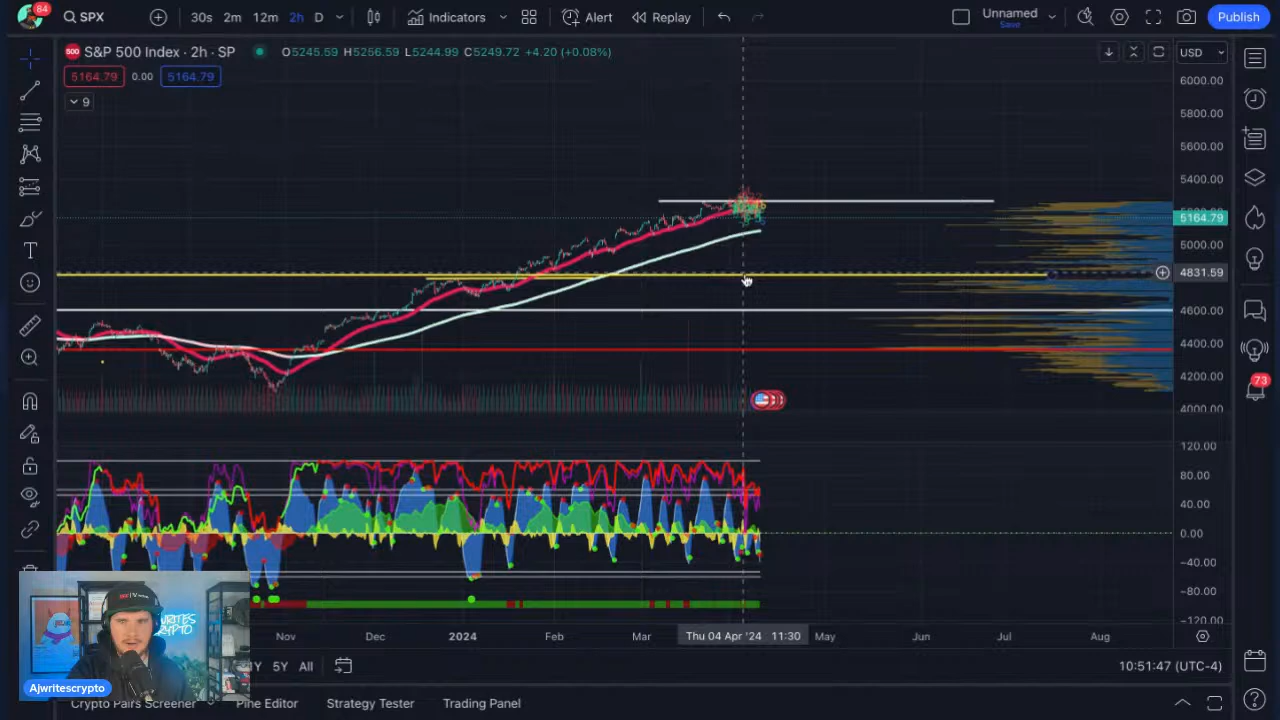 84
SPX
30s 2m 12m 2h D
Indicators
Alert
Replay
Unnamed
Save
Publish
500 S&P 500 Index · 2h · SP
O5245.59 H5256.59 L5244.99 C5249.72 +4.20 (+0.08%)
USD
5164.79 0.00 5164.79
9
6000.00
5800.00
5600.00
5400.00
5164.79
5000.00
4831.59
4600.00
4400.00
4200.00
4000.00
73
120.00
80.00
40.00
0.00
−40.00
−80.00
−120.00
Nov Dec 2024 Feb Mar Thu 04 Apr '24 11:30 May Jun Jul Aug
5Y All
10:51:47 (UTC-4)
Ajwritescrypto
Crypto Pairs Screener Pine Editor Strategy Tester Trading Panel